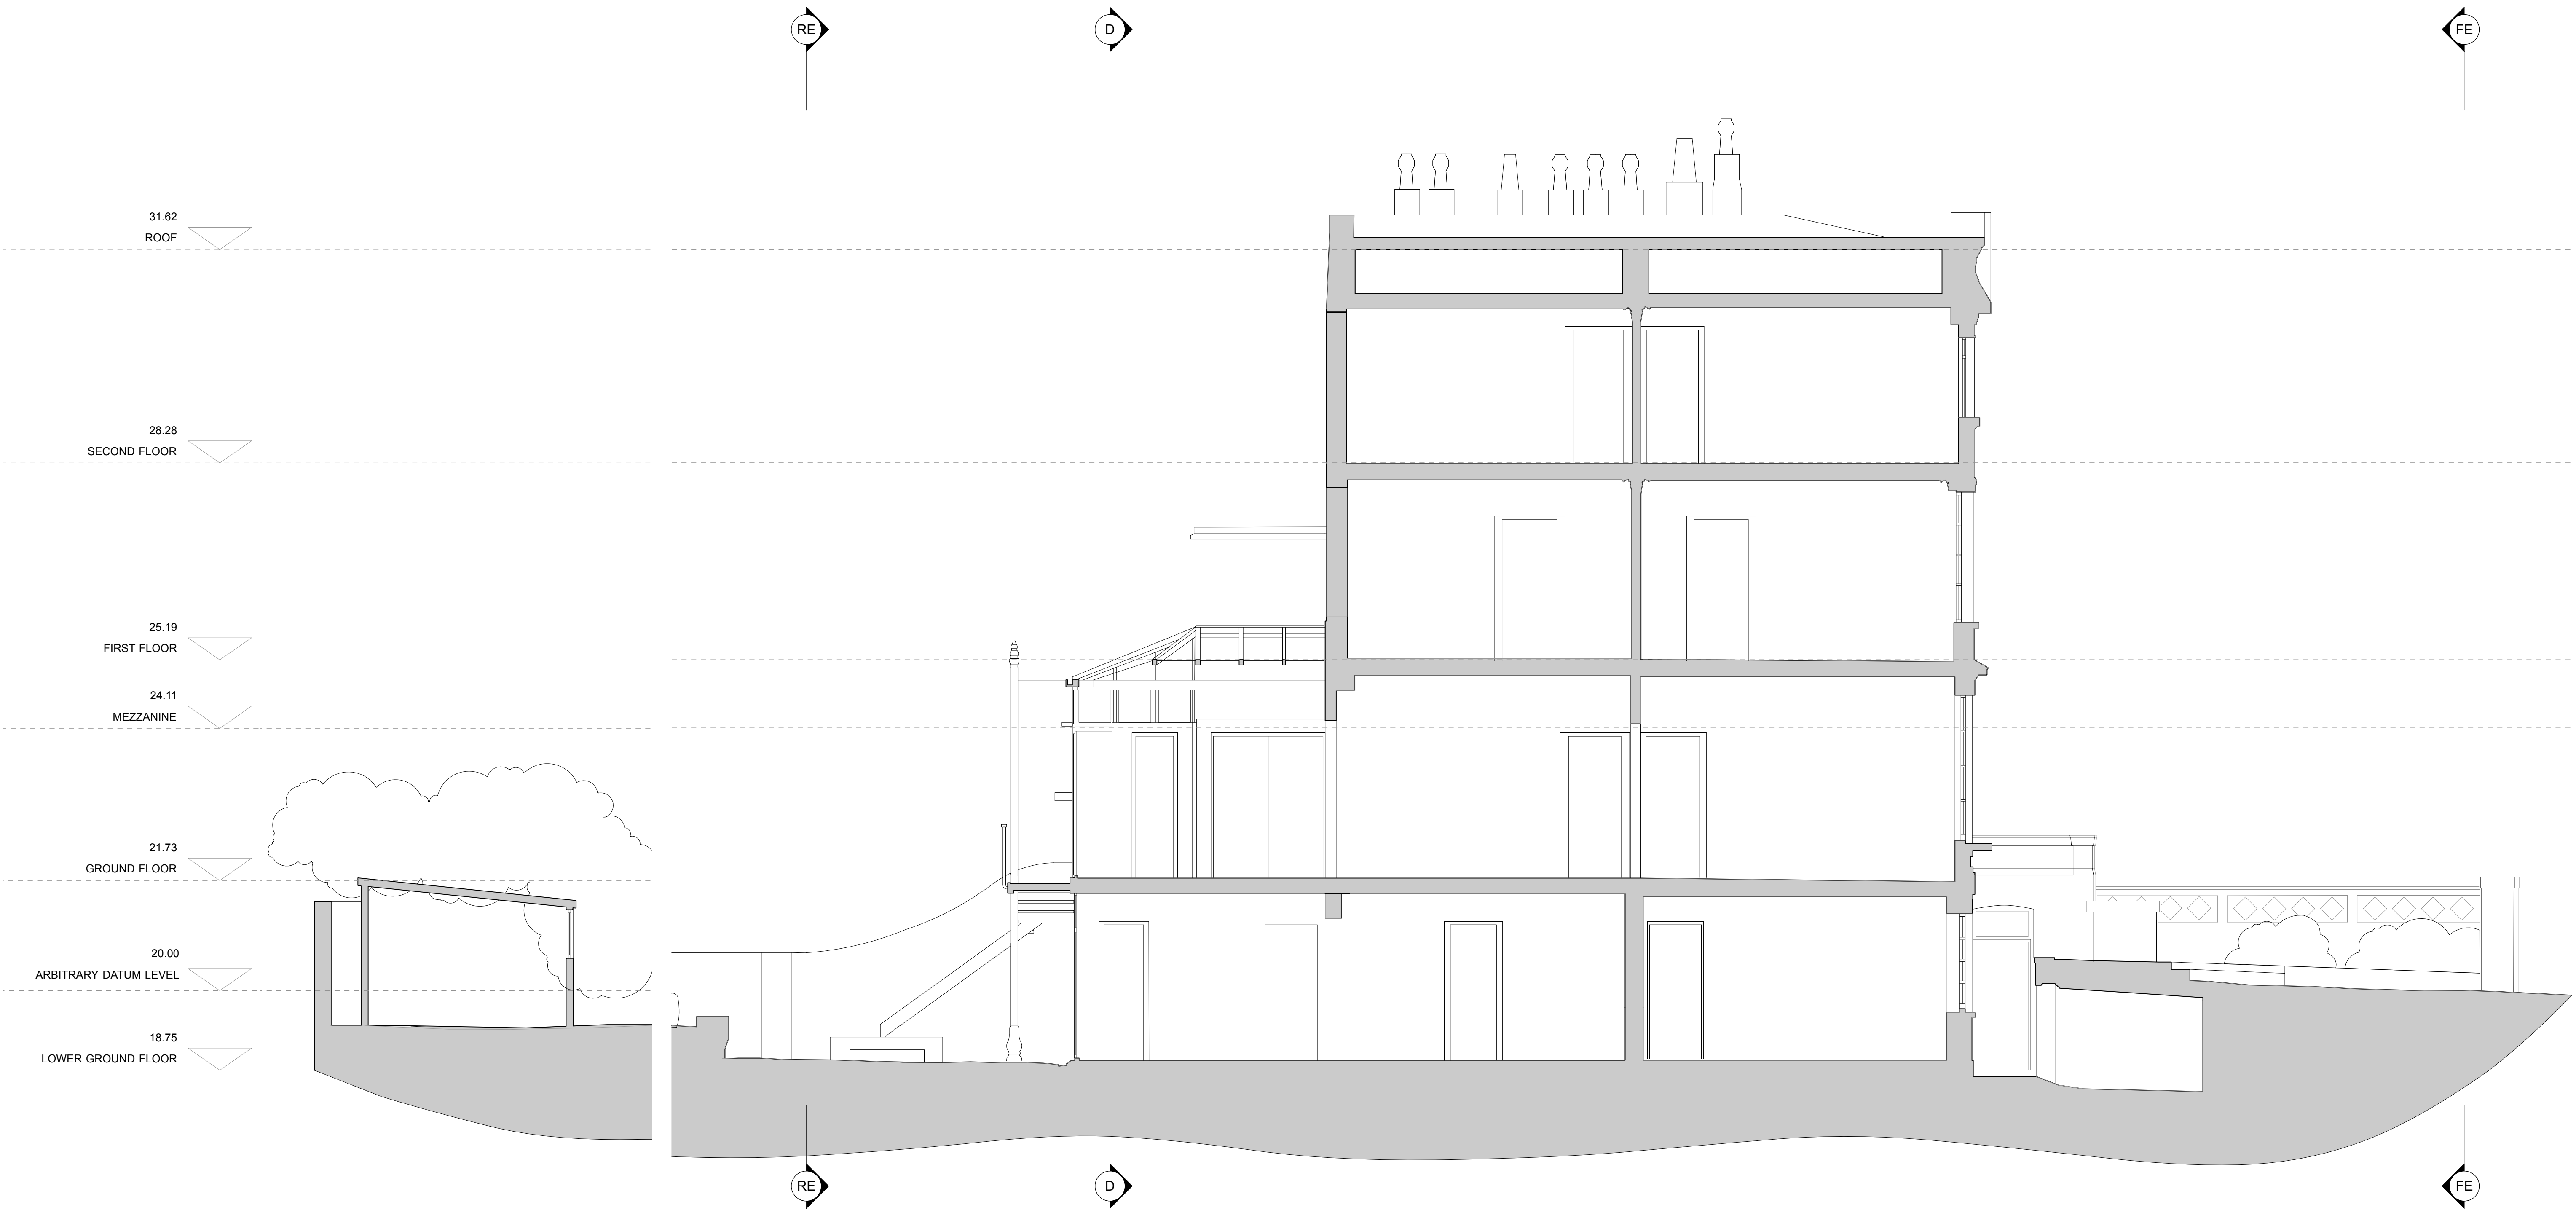 RE
D
FE
31.62
ROOF
28.28
SECOND FLOOR
25.19
FIRST FLOOR
24.11
MEZZANINE
21.73
GROUND FLOOR
20.00
ARBITRARY DATUM LEVEL
18.75
LOWER GROUND FLOOR
RE
D
FE